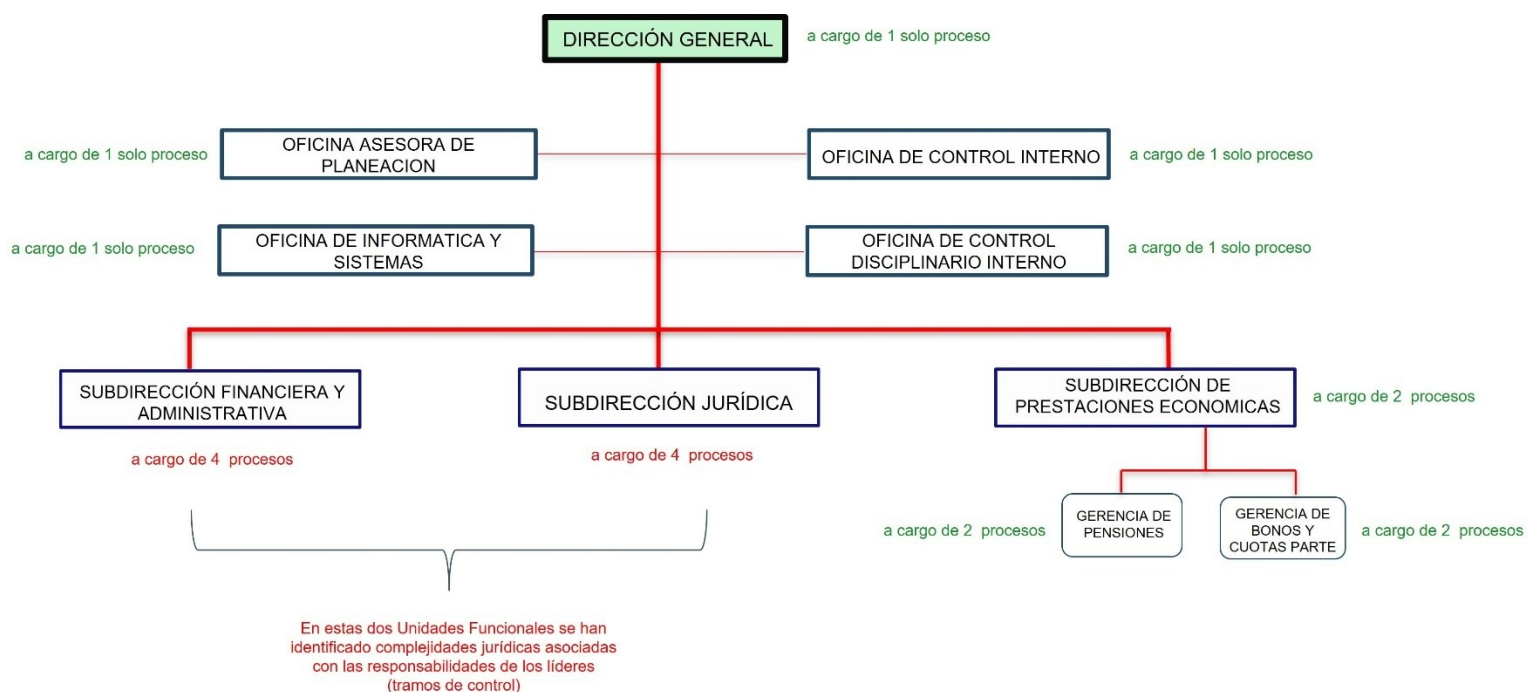 DIRECCIÓN GENERAL
a cargo de 1 solo proceso
a cargo de 1 solo proceso
OFICINA ASESORA DE
PLANEACION
OFICINA DE CONTROL INTERNO
a cargo de 1 solo proceso
a cargo de 1 solo proceso
OFICINA DE INFORMATICA Y
SISTEMAS
OFICINA DE CONTROL
DISCIPLINARIO INTERNO
a cargo de 1 solo proceso
SUBDIRECCIÓN FINANCIERA Y
ADMINISTRATIVA
a cargo de 4 procesos
SUBDIRECCIÓN JURÍDICA
a cargo de 4 procesos
SUBDIRECCIÓN DE
PRESTACIONES ECONOMICAS
a cargo de 2 procesos
a cargo de 2 procesos
GERENCIA DE
PENSIONES
GERENCIA DE
BONOS Y
CUOTAS PARTE
a cargo de 2 procesos
En estas dos Unidades Funcionales se han
identificado complejidades jurídicas asociadas
con las responsabilidades de los líderes
(tramos de control)